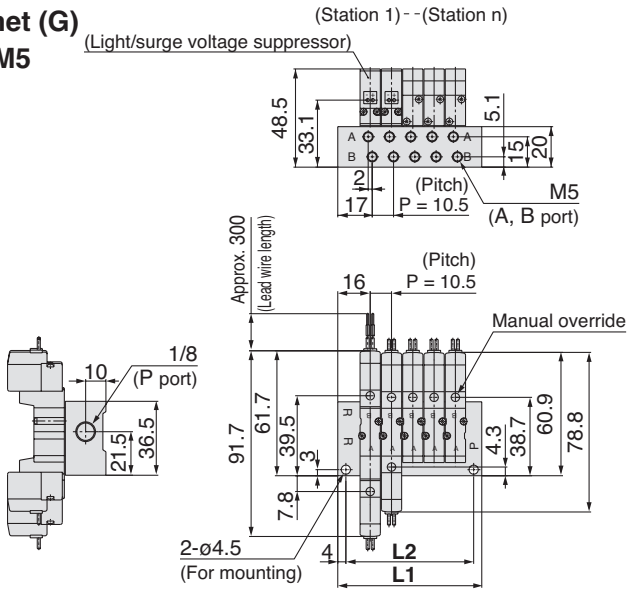 net (G)
M5
(Station 1)--(Station n)
(Light/surge voltage suppressor)
48.5
33.1
A
A
B
B
5.1
15
20
2
(Pitch)
17
P = 10.5
M5
(A, B port)
Approx. 300
(Lead wire length)
(Pitch)
16
P = 10.5
Manual override
1/8
(P port)
10
21.5
36.5
91.7
61.7
39.5
3
7.8
R
R
B
B
B
B
B
A
A
A
A
A
P
4.3
38.7
60.9
78.8
2-ø4.5
(For mounting)
4
L2
L1